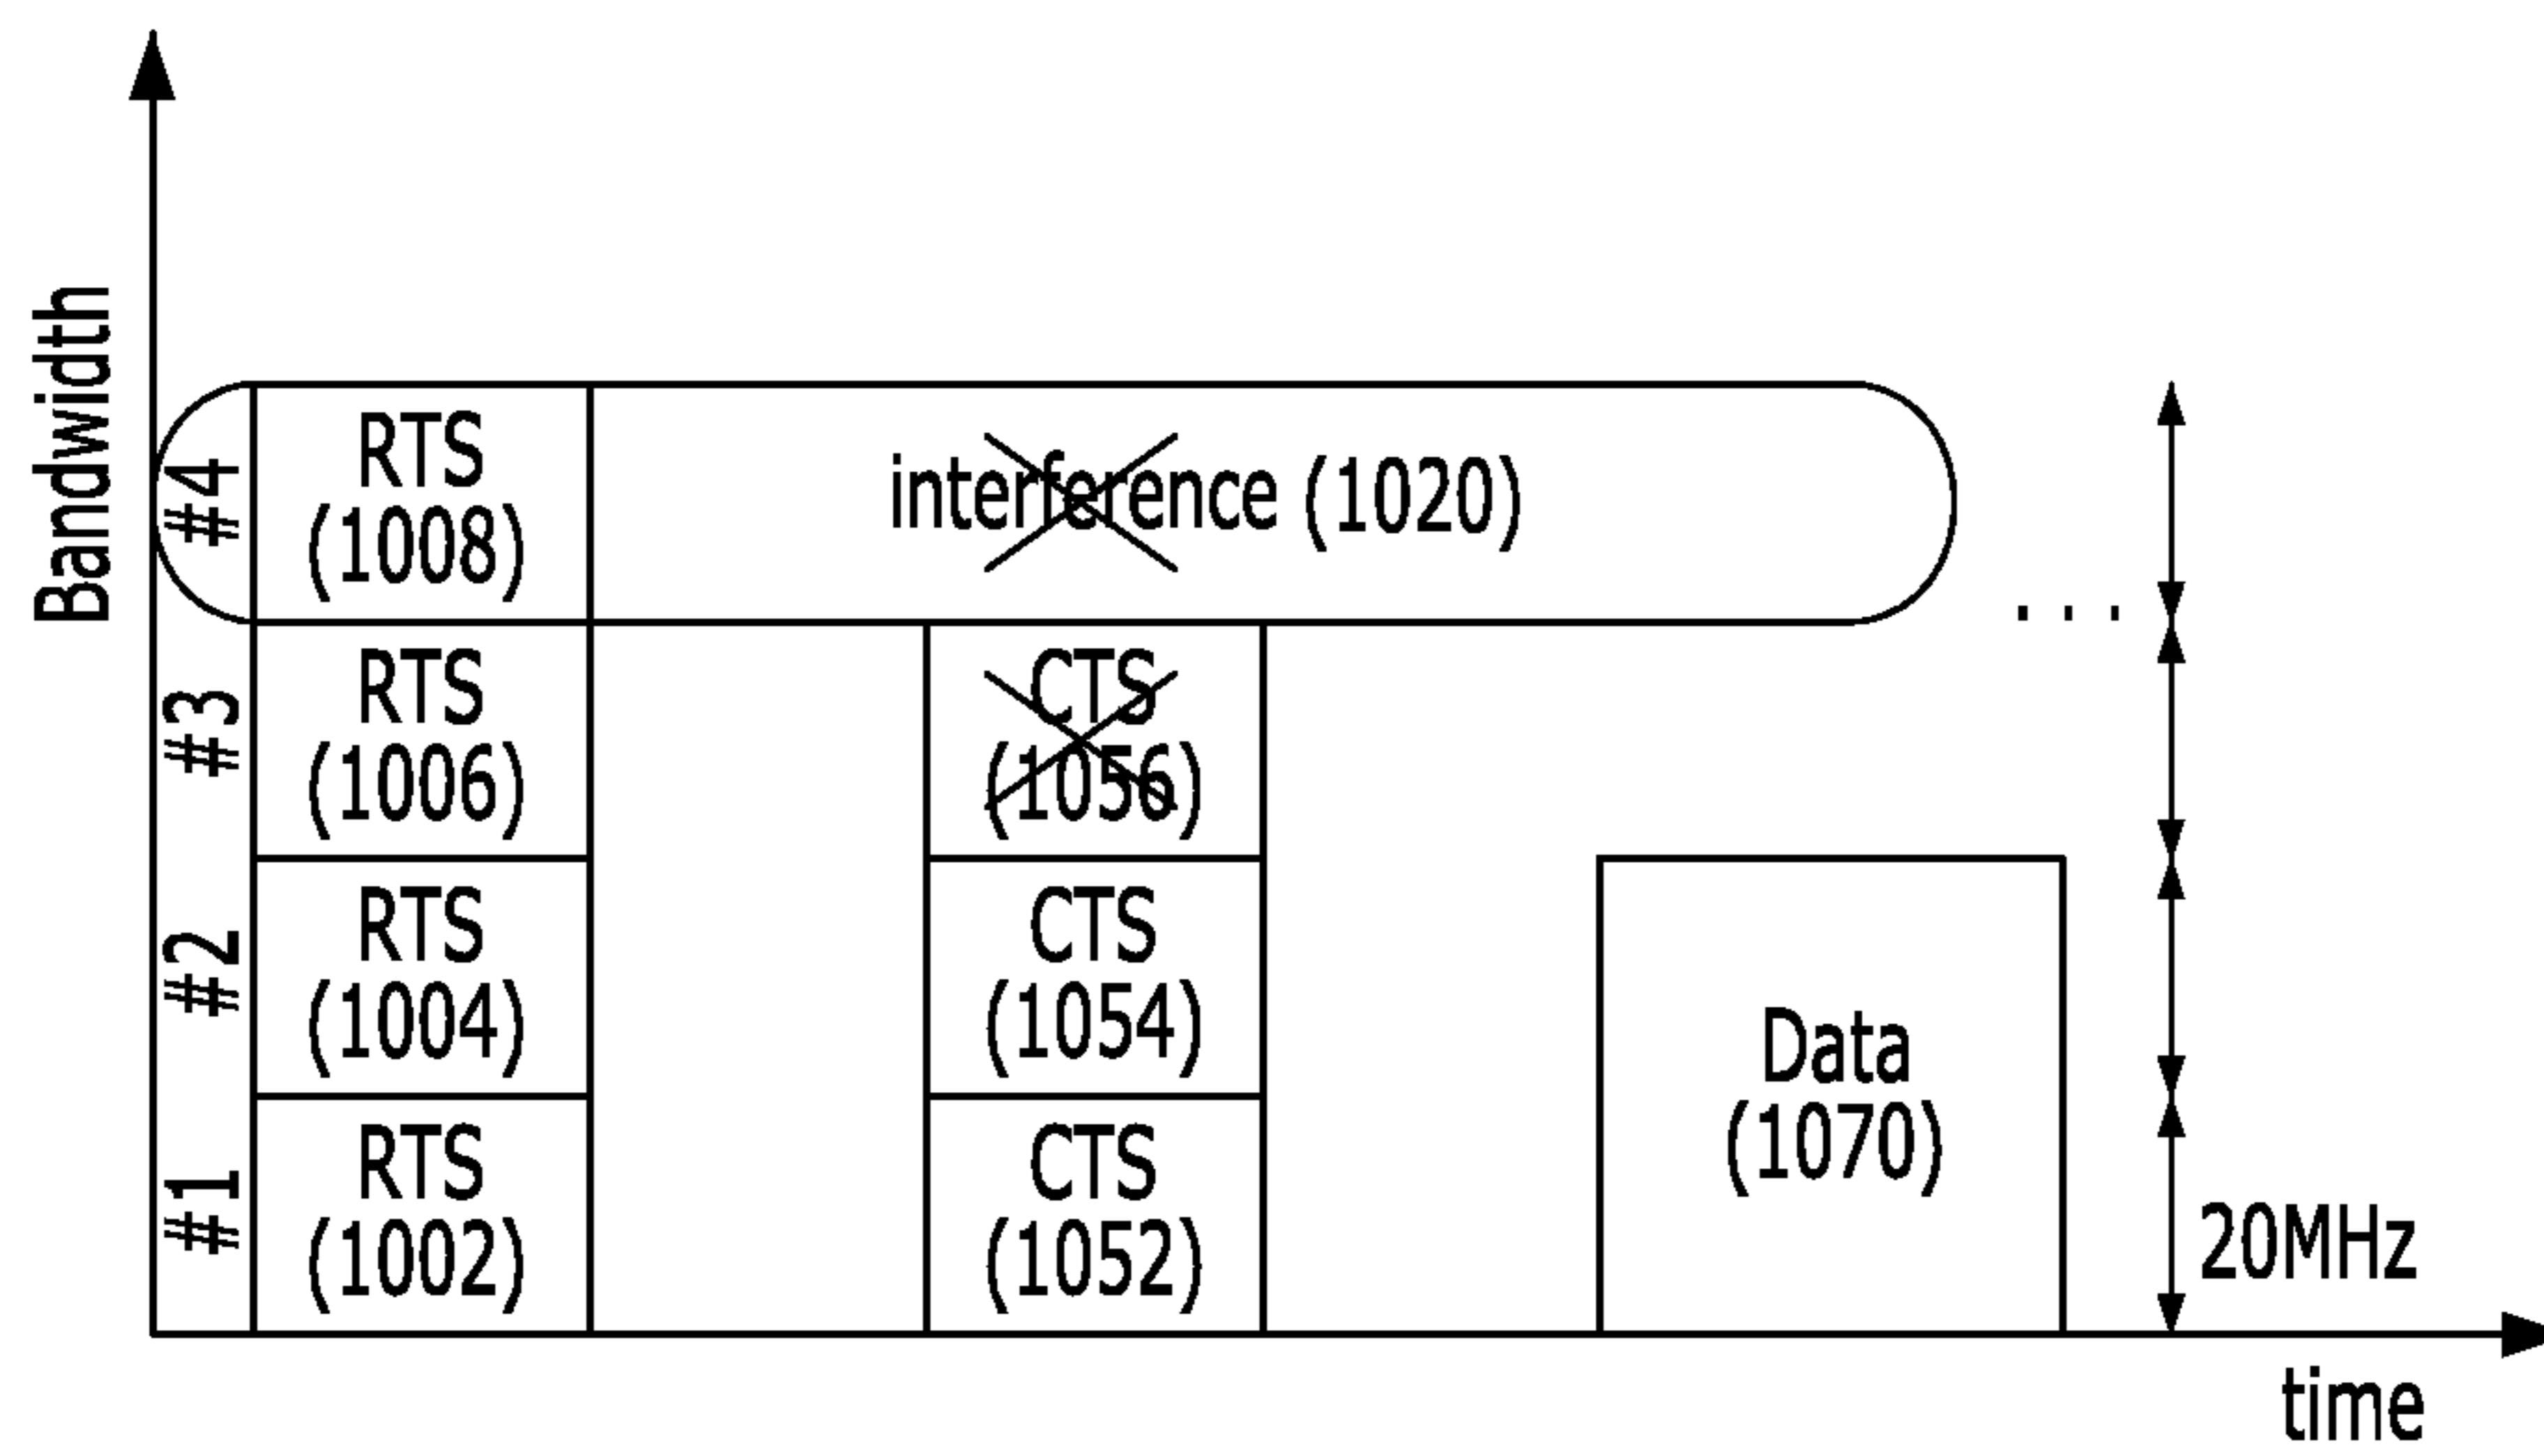 Bandwidth
#4
RTS
(1008)
interference (1020)
. . .
#3
RTS
(1006)
CTS
(1056)
#2
RTS
(1004)
CTS
(1054)
#1
RTS
(1002)
CTS
(1052)
Data
(1070)
20MHz
time